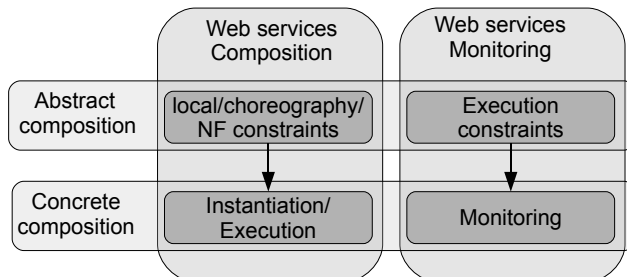 Web services
Composition
Web services
Monitoring
Abstract
composition
local/choreography/
NF constraints
Execution
constraints
Concrete
composition
Instantiation/
Execution
Monitoring